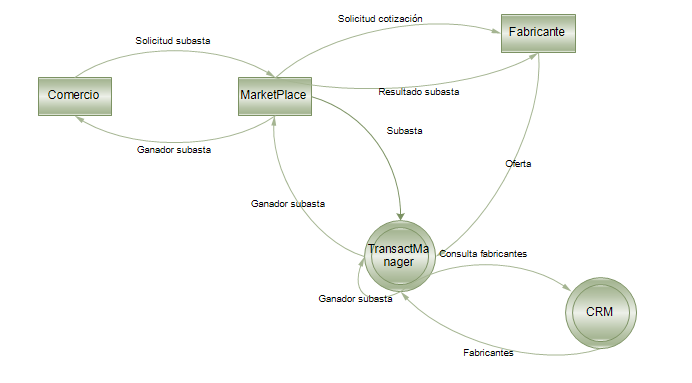 Solicitud cotización
Fabricante
Solicitud subasta
Comercio
MarketPlace
Resultado subasta
Subasta
Ganador subasta
Oferta
Ganador subasta
TransactMa
nager
Consulta fabricantes
Ganador subasta
CRM
Fabricantes